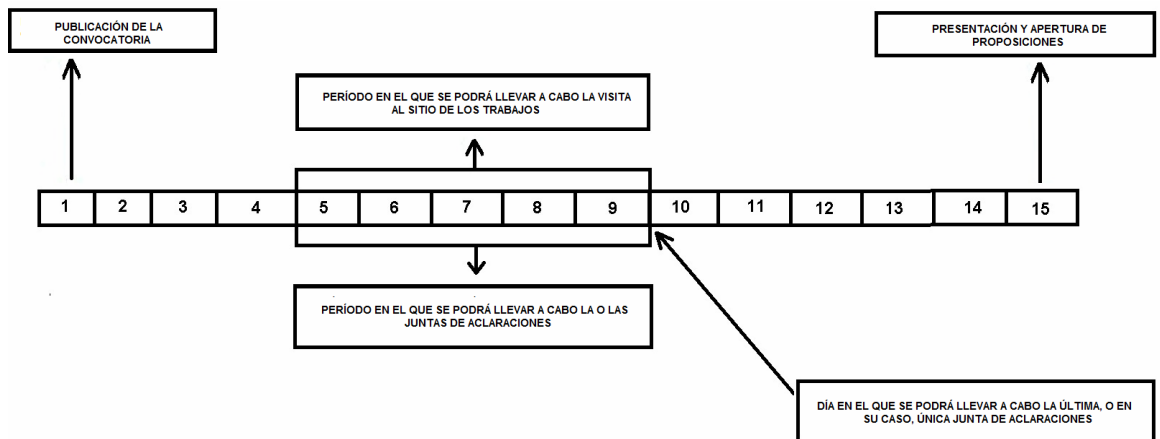 PUBLICACIÓN DE LA
CONVOCATORIA
PRESENTACIÓN Y APERTURA DE
PROPOSICIONES
PERÍODO EN EL QUE SE PODRÁ LLEVAR A CABO LA VISITA
AL SITIO DE LOS TRABAJOS
1 2 3 4 5 6 7 8 9 10 11 12 13 14 15
PERÍODO EN EL QUE SE PODRÁ LLEVAR A CABO LA O LAS
JUNTAS DE ACLARACIONES
DÍA EN EL QUE SE PODRÁ LLEVAR A CABO LA ÚLTIMA, O EN
SU CASO, ÚNICA JUNTA DE ACLARACIONES